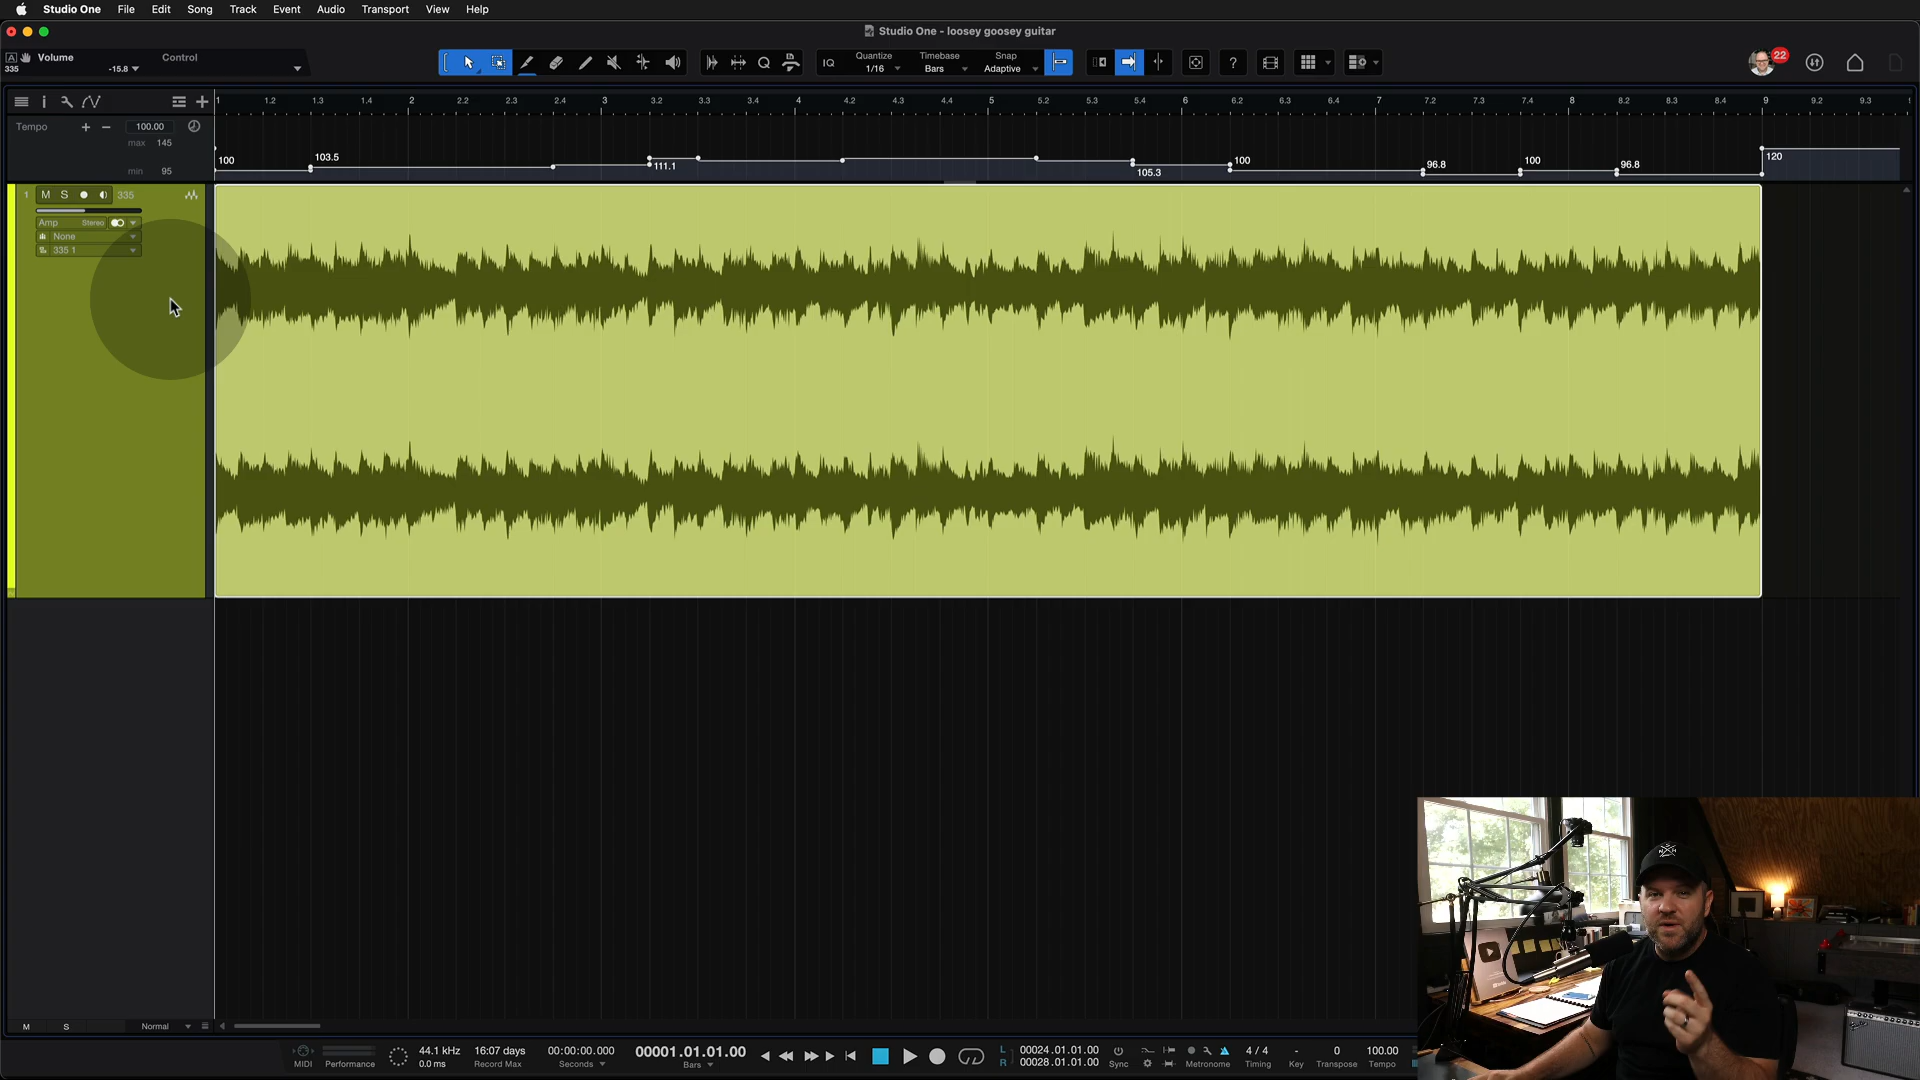 Studio One File Edit Song Track Event Audio Transport View Help
Studio One - loosey goosey guitar
Volume Control
335 -15.8
IQ Quantize Timebase Snap
1/16 Bars Adaptive
? 22
1 1.2 1.3 1.4 2 2.2 2.3 2.4 3 3.2 3.3 3.4 4 4.2 4.3 4.4 5 5.2 5.3 5.4 6 6.2 6.3 6.4 7 7.2 7.3 7.4 8 8.2 8.3 8.4 9 9.2 9.3
Tempo + − 100.00
max 145
min 95
100 103.5 111.1 105.3 100 96.8 100 96.8 120
1 M S 335
Amp Stereo
None
335 1
M S Normal
MIDI Performance
44.1 kHz
0.0 ms
16:07 days
Record Max
00:00:00.000
Seconds
00001.01.01.00
Bars
L 00024.01.01.00
R 00028.01.01.00
Sync
Metronome
4 / 4
Timing
-
Key
0
Transpose
100.00
Tempo